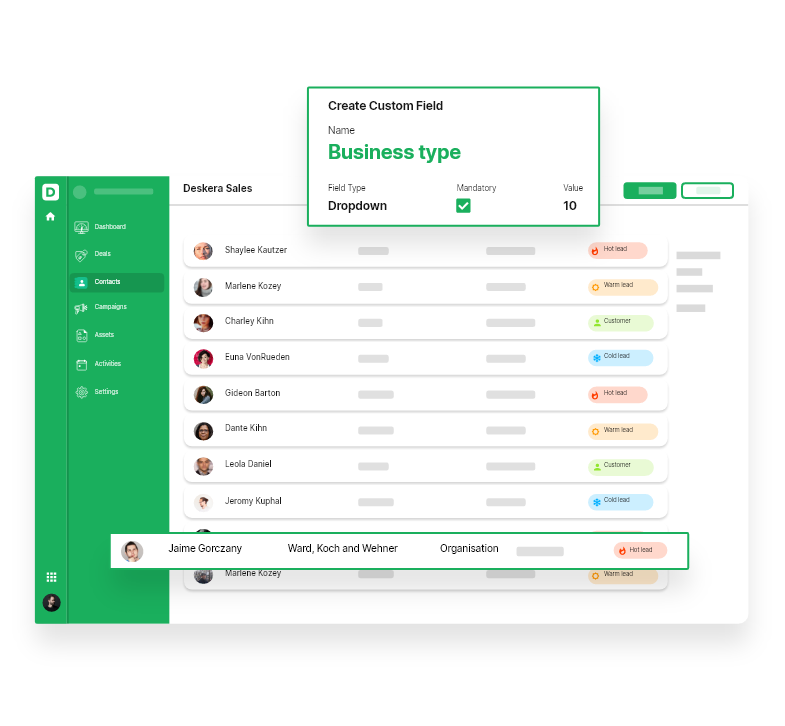 Create Custom Field
Name
Business type
Field Type Mandatory Value
Dropdown 10
D
Deskera Sales
Dashboard
Deals
Contacts
Campaigns
Assets
Activities
Settings
Shaylee Kautzer Hot lead
Marlene Kozey Warm lead
Charley Kihn Customer
Euna VonRueden Cold lead
Gideon Barton Hot lead
Dante Kihn Warm lead
Leola Daniel Customer
Jeromy Kuphal Cold lead
Jaime Gorczany Ward, Koch and Wehner Organisation Hot lead
Marlene Kozey Warm lead